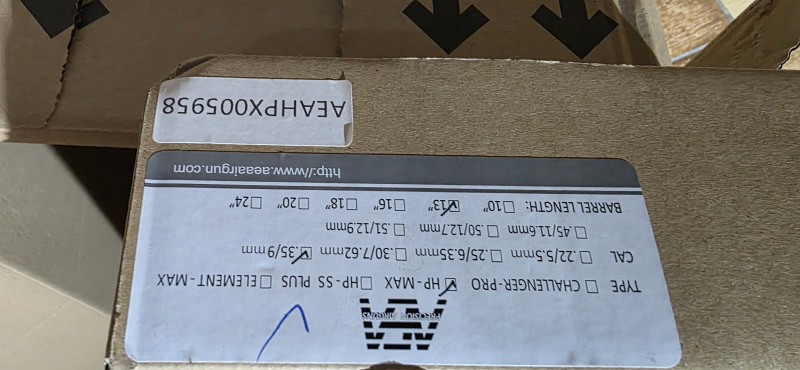 AEA
PRECISION AIRGUNS
TYPE ☐ CHALLENGER-PRO ☑ HP-MAX ☐ HP-SS PLUS ☐ ELEMENT-MAX
CAL ☐ .22/5.5mm ☐ .25/6.35mm ☐ .30/7.62mm ☑ .35/9mm
☐ .45/11.6mm ☐ .50/12.7mm ☐ .51/12.9mm
BARREL LENGTH: ☐ 10" ☑ 13" ☐ 16" ☐ 18" ☐ 20" ☐ 24"
http://www.aeaairgun.com
AEAHPX005958